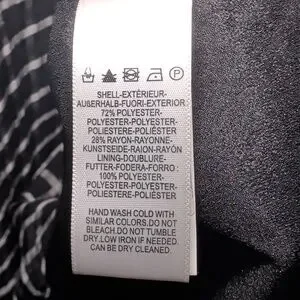 SHELL-EXTÉRIEUR-
AUßERHALB-FUORI-EXTERIOR:
72% POLYESTER-
POLYESTER-POLYESTER-
POLIESTERE-POLIÉSTER
28% RAYON-RAYONNE-
KUNSTSEIDE-RAION-RAYÓN
LINING-DOUBLURE-
FUTTER-FODERA-FORRO:
100% POLYESTER-
POLYESTER-POLYESTER-
POLIESTERE-POLIÉSTER
HAND WASH COLD WITH
SIMILAR COLORS.DO NOT
BLEACH.DO NOT TUMBLE
DRY.LOW IRON IF NEEDED.
CAN BE DRY CLEANED.